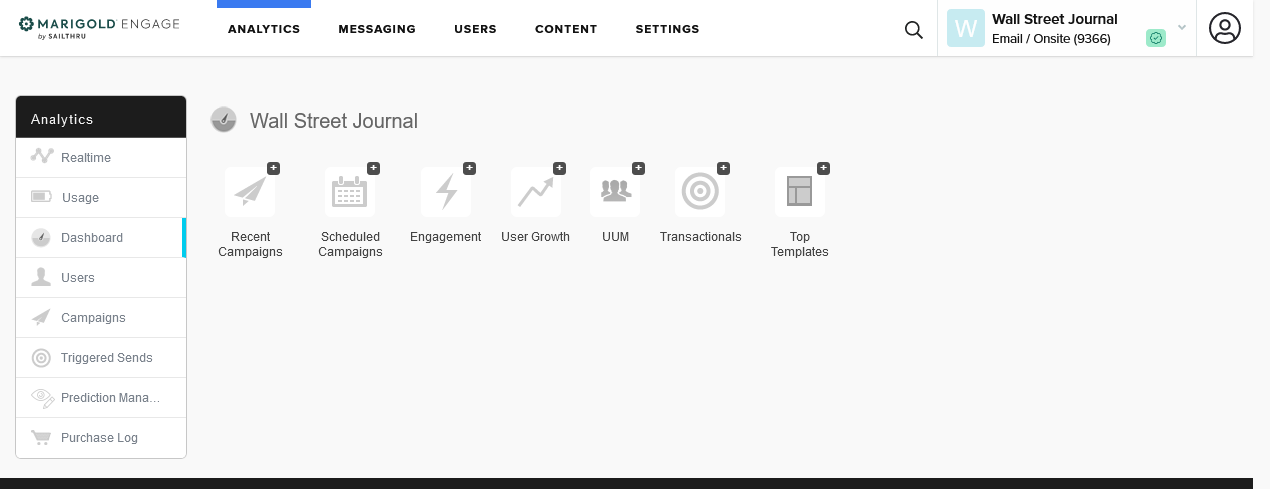 MARIGOLD ENGAGE
by SAILTHRU
ANALYTICS
MESSAGING
USERS
CONTENT
SETTINGS
W
Wall Street Journal
Email / Onsite (9366)
Analytics
Realtime
Usage
Dashboard
Users
Campaigns
Triggered Sends
Prediction Mana...
Purchase Log
Wall Street Journal
Recent
Campaigns
Scheduled
Campaigns
Engagement
User Growth
UUM
Transactionals
Top
Templates